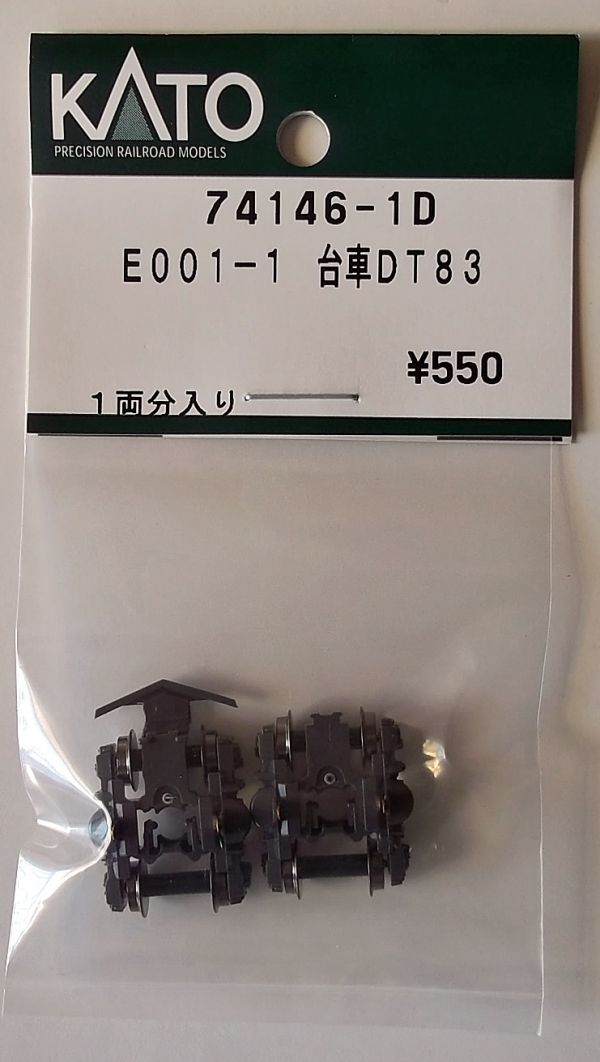 KATO
PRECISION RAILROAD MODELS
74146-1D
E001-1 台車DT83
¥550
1両分入り